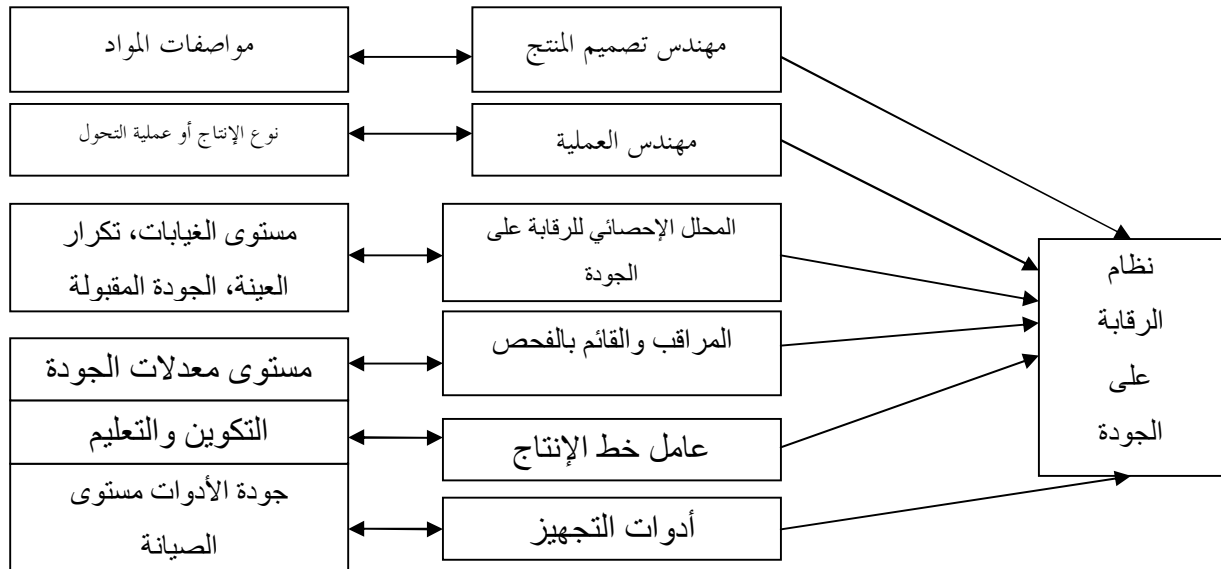 مواصفات المواد
مهندس تصميم المنتج
نوع الإنتاج أو عملية التحول
مهندس العملية
مستوى الغيابات، تكرار
العينة، الجودة المقبولة
المحلل الإحصائي للرقابة على
الجودة
مستوى معدلات الجودة
المراقب والقائم بالفحص
التكوين والتعليم
عامل خط الإنتاج
جودة الأدوات مستوى
الصيانة
أدوات التجهيز
نظام
الرقابة
على
الجودة